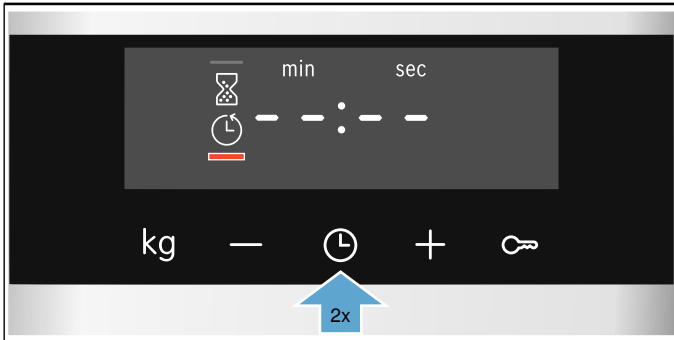 min sec
--:--
kg − +
2x